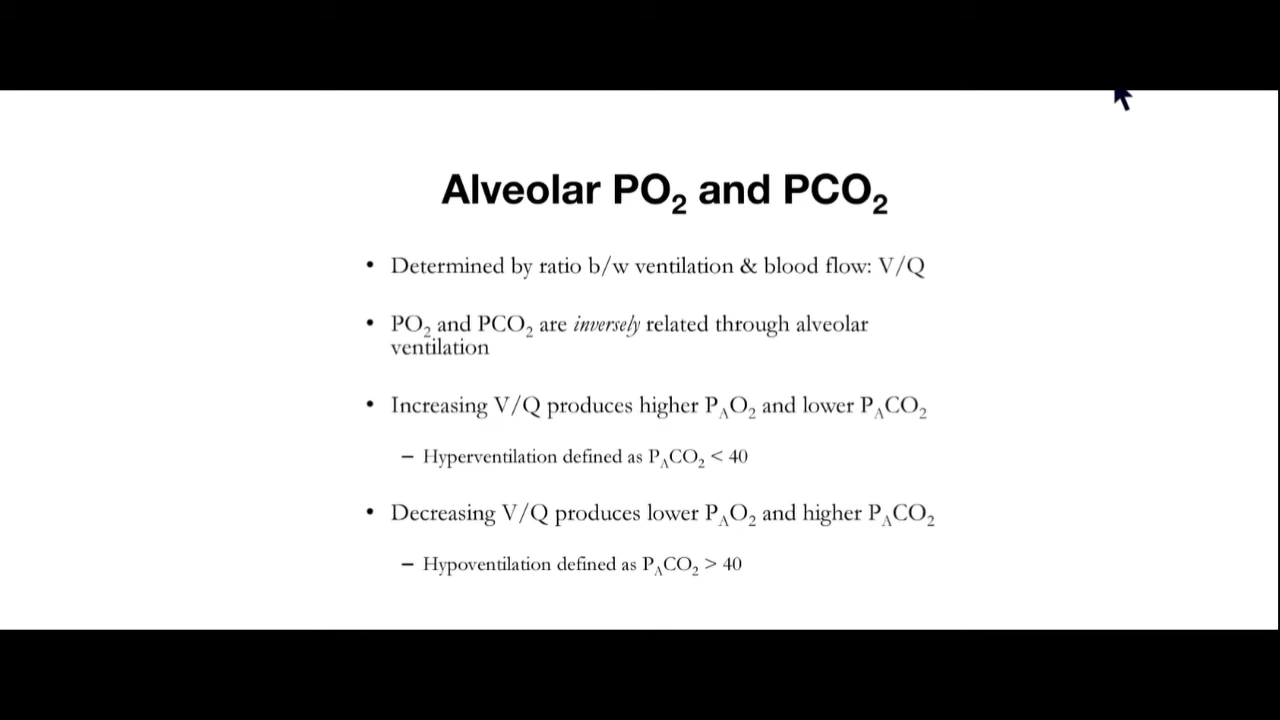 Alveolar PO₂ and PCO₂
• Determined by ratio b/w ventilation & blood flow: V/Q
• PO₂ and PCO₂ are inversely related through alveolar
ventilation
• Increasing V/Q produces higher PAO₂ and lower PACO₂
– Hyperventilation defined as PACO₂ < 40
• Decreasing V/Q produces lower PAO₂ and higher PACO₂
– Hypoventilation defined as PACO₂ > 40